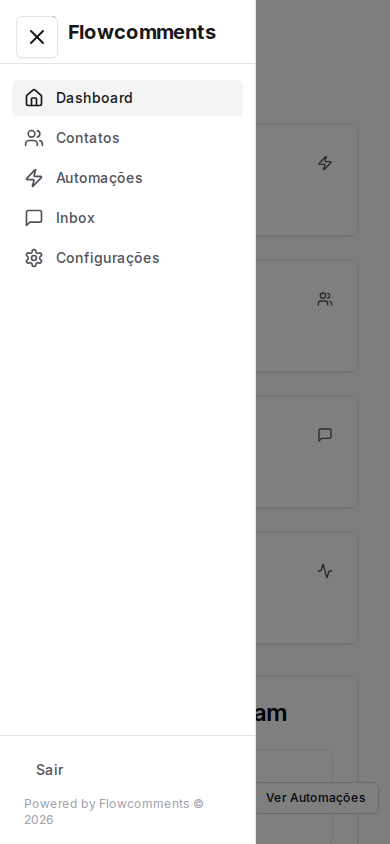 Flowcomments
Dashboard
Contatos
Automações
Inbox
Configurações
am
Ver Automações
Sair
Powered by Flowcomments ©
2026